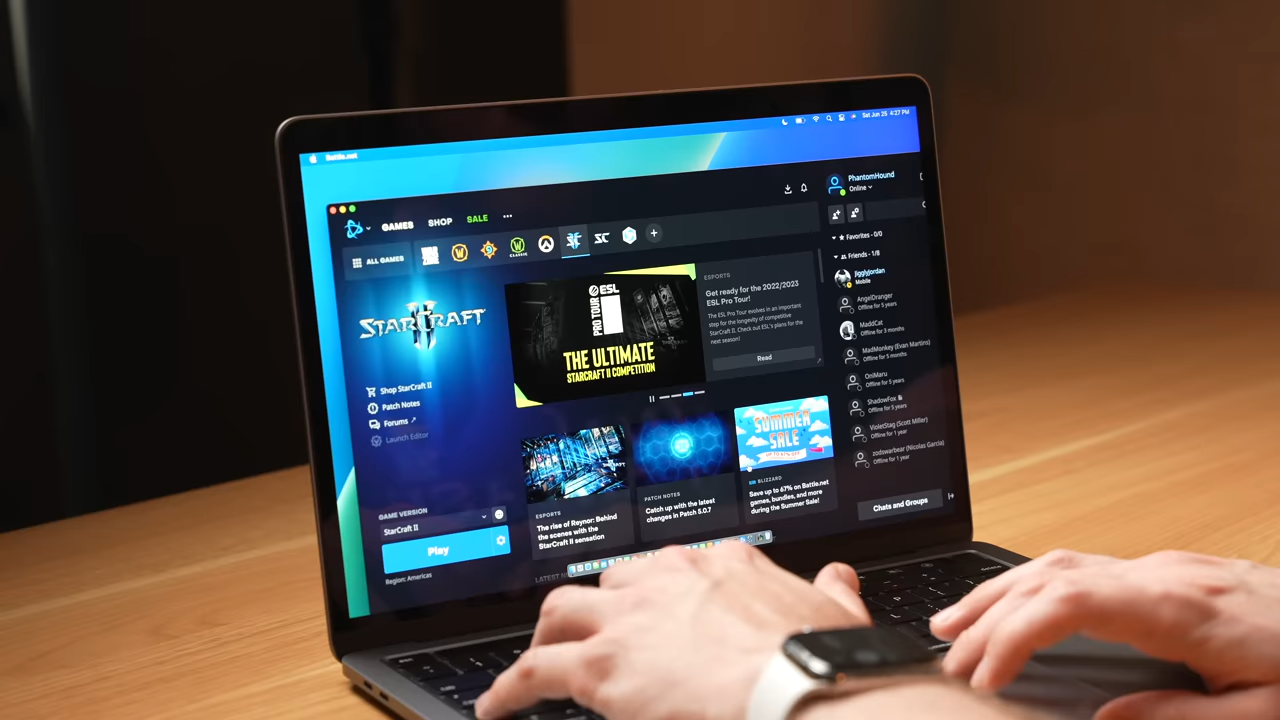 Battle.net
Sat Jun 25 4:27 PM
GAMES
SHOP
SALE
PhantomHound
Online
ALL GAMES
WAR ZONE
CLASSIC
SC
Favorites - 0/0
Friends - 1/8
JigglyJordan
Mobile
AngelDranger
Offline for 5 years
MaddCat
Offline for 3 months
MadMonkey (Evan Martins)
Offline for 5 months
OniMaru
Offline for 5 years
ShadowFox
Offline for 5 years
VioletStag (Scott Miller)
Offline for 1 year
zodswarbear (Nicolas Garcia)
Offline for 1 year
Chats and Groups
STARCRAFT II
Shop StarCraft II
Patch Notes
Forums
Launch Editor
GAME VERSION
StarCraft II
Play
Region: Americas
ESL
PRO TOUR
THE ULTIMATE
STARCRAFT II COMPETITION
ESPORTS
Get ready for the 2022/2023
ESL Pro Tour!
The ESL Pro Tour evolves in an important
step for the longevity of competitive
StarCraft II. Check out ESL's plans for the
next season!
Read
ESPORTS
The rise of Reynor: Behind
the scenes with the
StarCraft II sensation
PATCH NOTES
Catch up with the latest
changes in Patch 5.0.7
SUMMER
SALE
UP TO 67% OFF
BLIZZARD
Save up to 67% on Battle.net
games, bundles, and more
during the Summer Sale!
LATEST